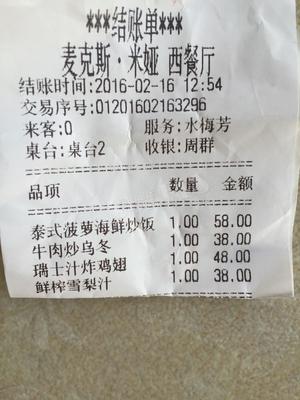 ***结账单***
麦克斯·米娅 西餐厅
结账时间:2016-02-16 12:54
交易序号:01201602163296
来客:0 服务:水梅芳
桌台:桌台2 收银:周群
品项 数量 金额
泰式菠萝海鲜炒饭 1.00 58.00
牛肉炒乌冬 1.00 38.00
瑞士汁炸鸡翅 1.00 48.00
鲜榨雪梨汁 1.00 38.00